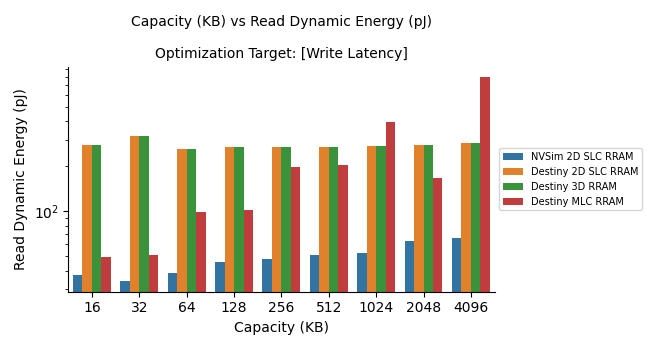 Capacity (KB) vs Read Dynamic Energy (pJ)
Optimization Target: [Write Latency]
Read Dynamic Energy (pJ)
10²
NVSim 2D SLC RRAM
Destiny 2D SLC RRAM
Destiny 3D RRAM
Destiny MLC RRAM
16 32 64 128 256 512 1024 2048 4096
Capacity (KB)